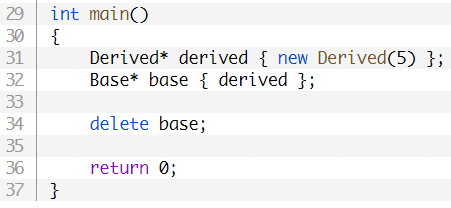 29 int main()
30 {
31     Derived* derived { new Derived(5) };
32     Base* base { derived };
33
34     delete base;
35
36     return 0;
37 }